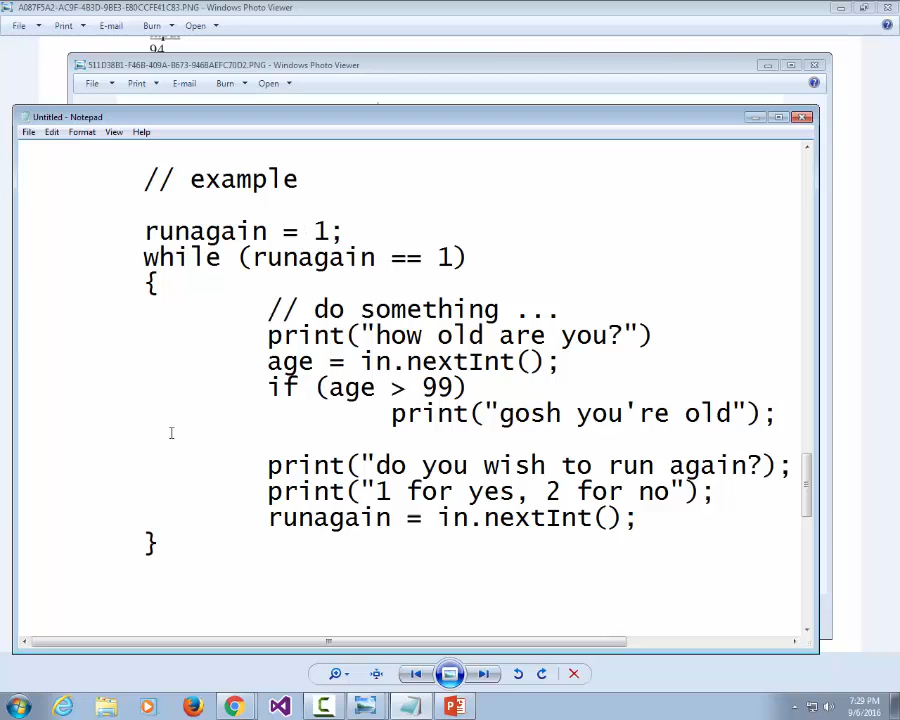 A087F5A2-AC9F-4B3D-9BE3-E80CCFE41C83.PNG - Windows Photo Viewer
File Print E-mail Burn Open
94
511D38B1-F46B-409A-B673-9468AEFC70D2.PNG - Windows Photo Viewer
File Print E-mail Burn Open
Untitled - Notepad
File Edit Format View Help
// example
runagain = 1;
while (runagain == 1)
{
// do something ...
print("how old are you?")
age = in.nextInt();
if (age > 99)
print("gosh you're old");
print("do you wish to run again?);
print("1 for yes, 2 for no");
runagain = in.nextInt();
}
7:29 PM
9/6/2016